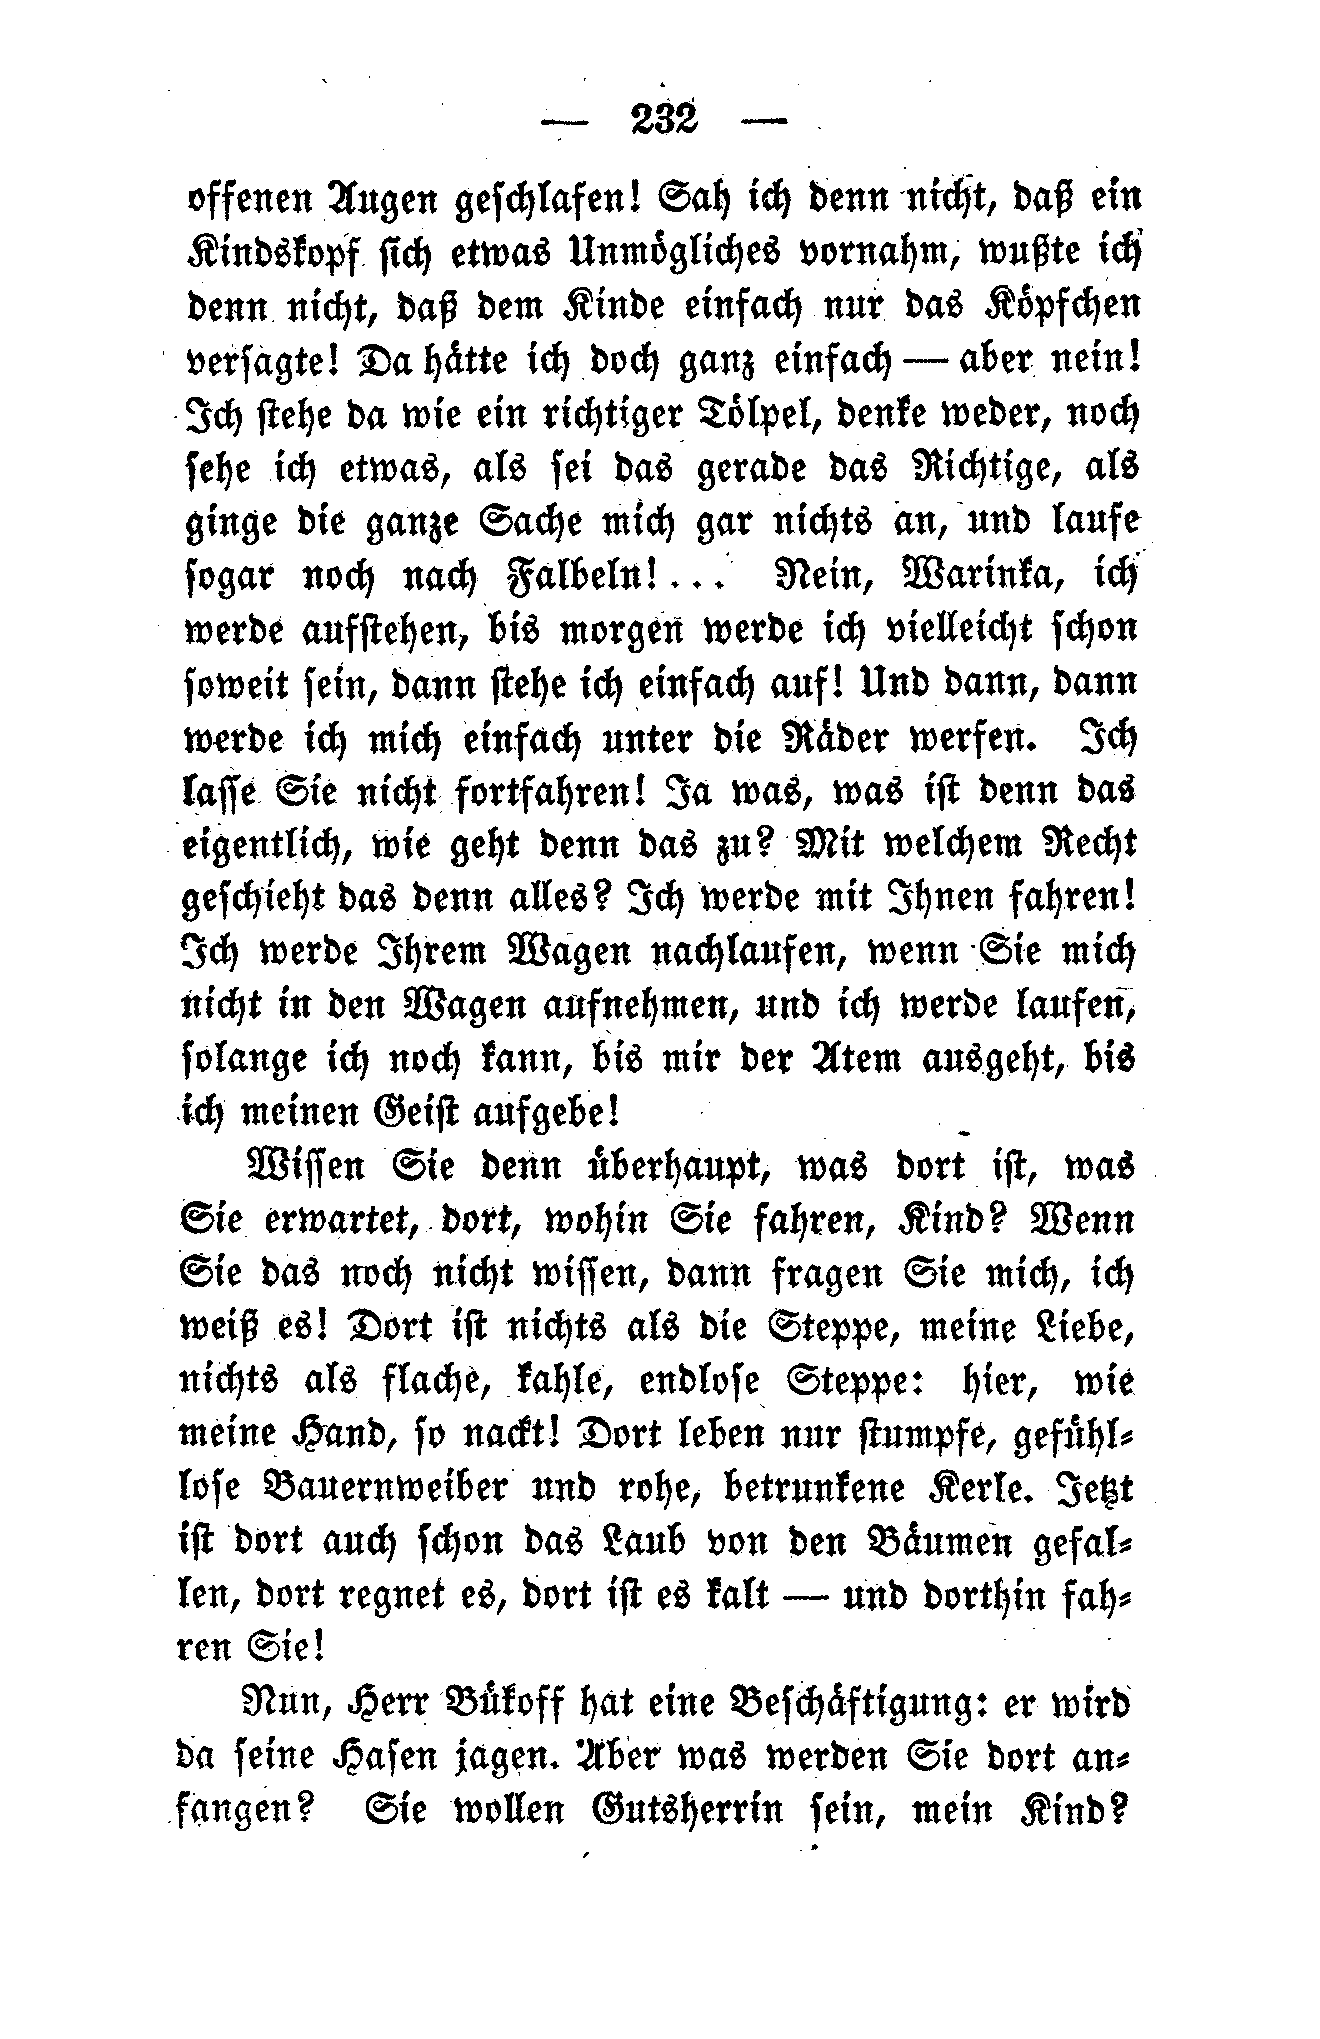 — 232 —
offenen Augen geschlafen! Sah ich denn nicht, daß ein
Kindskopf sich etwas Unmögliches vornahm, wußte ich
denn nicht, daß dem Kinde einfach nur das Köpfchen
versagte! Da hätte ich doch ganz einfach — aber nein!
Ich stehe da wie ein richtiger Tölpel, denke weder, noch
sehe ich etwas, als sei das gerade das Richtige, als
ginge die ganze Sache mich gar nichts an, und laufe
sogar noch nach Falbeln!... Nein, Warinka, ich
werde aufstehen, bis morgen werde ich vielleicht schon
soweit sein, dann stehe ich einfach auf! Und dann, dann
werde ich mich einfach unter die Räder werfen. Ich
lasse Sie nicht fortfahren! Ja was, was ist denn das
eigentlich, wie geht denn das zu? Mit welchem Recht
geschieht das denn alles? Ich werde mit Ihnen fahren!
Ich werde Ihrem Wagen nachlaufen, wenn Sie mich
nicht in den Wagen aufnehmen, und ich werde laufen,
solange ich noch kann, bis mir der Atem ausgeht, bis
ich meinen Geist aufgebe!
Wissen Sie denn überhaupt, was dort ist, was
Sie erwartet, dort, wohin Sie fahren, Kind? Wenn
Sie das noch nicht wissen, dann fragen Sie mich, ich
weiß es! Dort ist nichts als die Steppe, meine Liebe,
nichts als flache, kahle, endlose Steppe: hier, wie
meine Hand, so nackt! Dort leben nur stumpfe, gefühl-
lose Bauernweiber und rohe, betrunkene Kerle. Jetzt
ist dort auch schon das Laub von den Bäumen gefal-
len, dort regnet es, dort ist es kalt — und dorthin fah-
ren Sie!
Nun, Herr Bükoff hat eine Beschäftigung: er wird
da seine Hasen jagen. Aber was werden Sie dort an-
fangen? Sie wollen Gutsherrin sein, mein Kind?